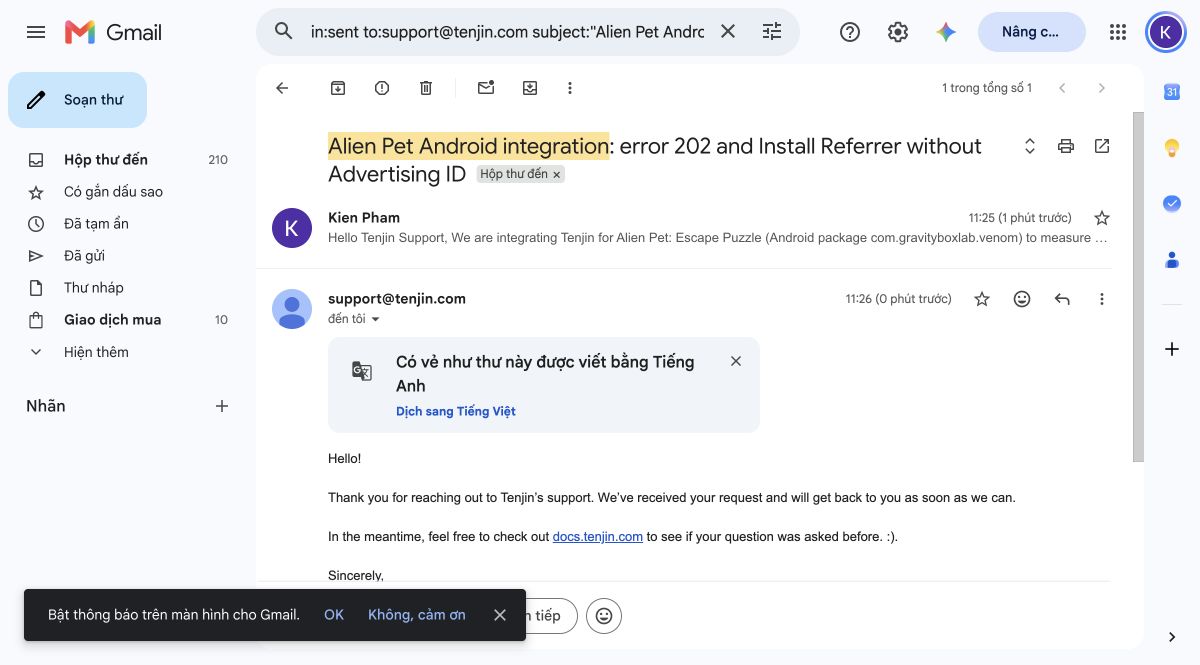 Gmail
in:sent to:support@tenjin.com subject:"Alien Pet Andro
Nâng c...
K
Soạn thư
Hộp thư đến 210
Có gắn dấu sao
Đã tạm ẩn
Đã gửi
Thư nháp
Giao dịch mua 10
Hiện thêm
Nhãn
1 trong tổng số 1
31
Alien Pet Android integration: error 202 and Install Referrer without
Advertising ID Hộp thư đến ×
K
Kien Pham 11:25 (1 phút trước)
Hello Tenjin Support, We are integrating Tenjin for Alien Pet: Escape Puzzle (Android package com.gravityboxlab.venom) to measure …
support@tenjin.com 11:26 (0 phút trước)
đến tôi
Có vẻ như thư này được viết bằng Tiếng
Anh
Dịch sang Tiếng Việt
Hello!
Thank you for reaching out to Tenjin's support. We've received your request and will get back to you as soon as we can.
In the meantime, feel free to check out docs.tenjin.com to see if your question was asked before. :).
Sincerely,
Bật thông báo trên màn hình cho Gmail. OK Không, cảm ơn
tiếp